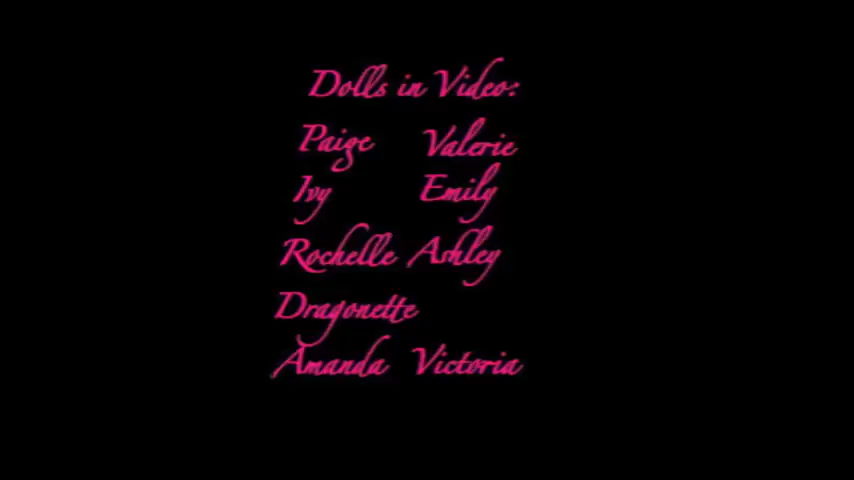 Dolls in Video:
Paige Valerie
Ivy Emily
Rochelle Ashley
Dragonette
Amanda Victoria